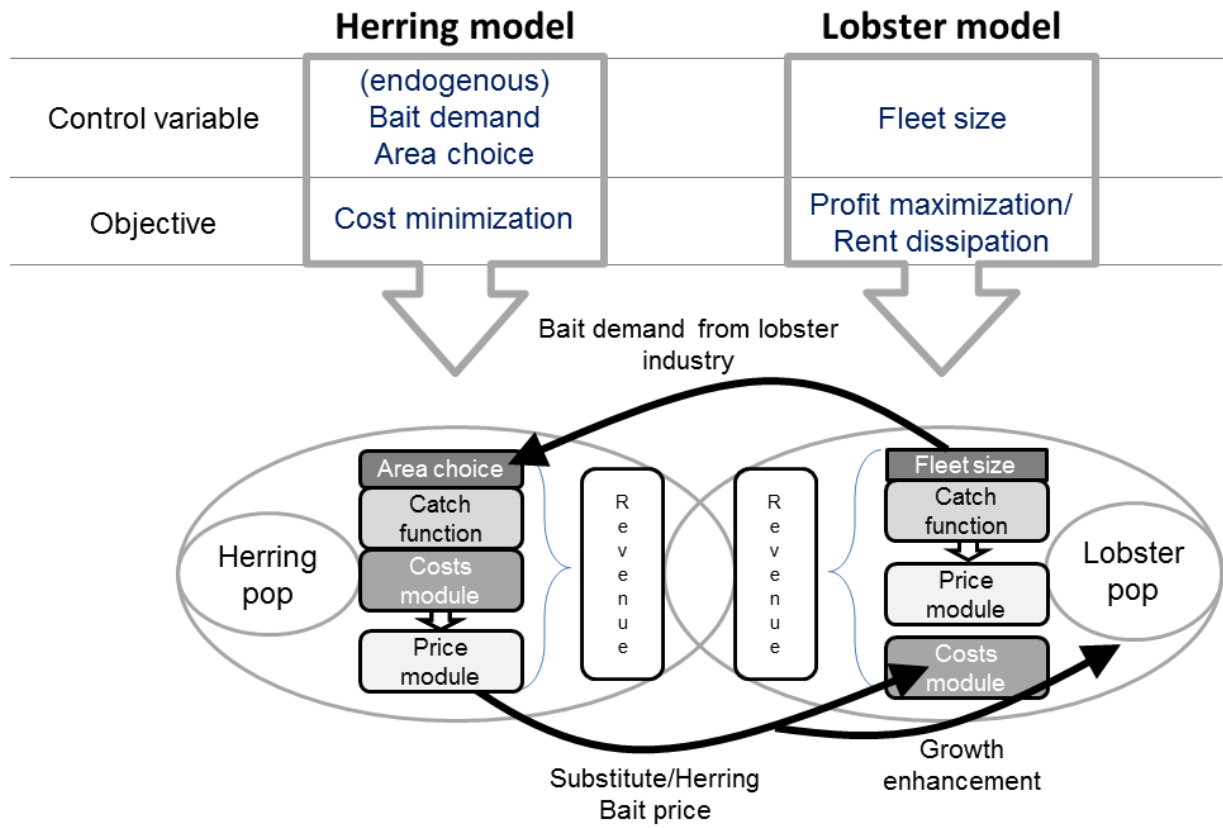 Herring model
Lobster model
Control variable
(endogenous)
Bait demand
Area choice
Fleet size
Objective
Cost minimization
Profit maximization/
Rent dissipation
Bait demand from lobster
industry
Herring
pop
Area choice
Catch
function
Costs
module
Price
module
Revenue
Revenue
Fleet size
Catch
function
Price
module
Costs
module
Lobster
pop
Substitute/Herring
Bait price
Growth
enhancement